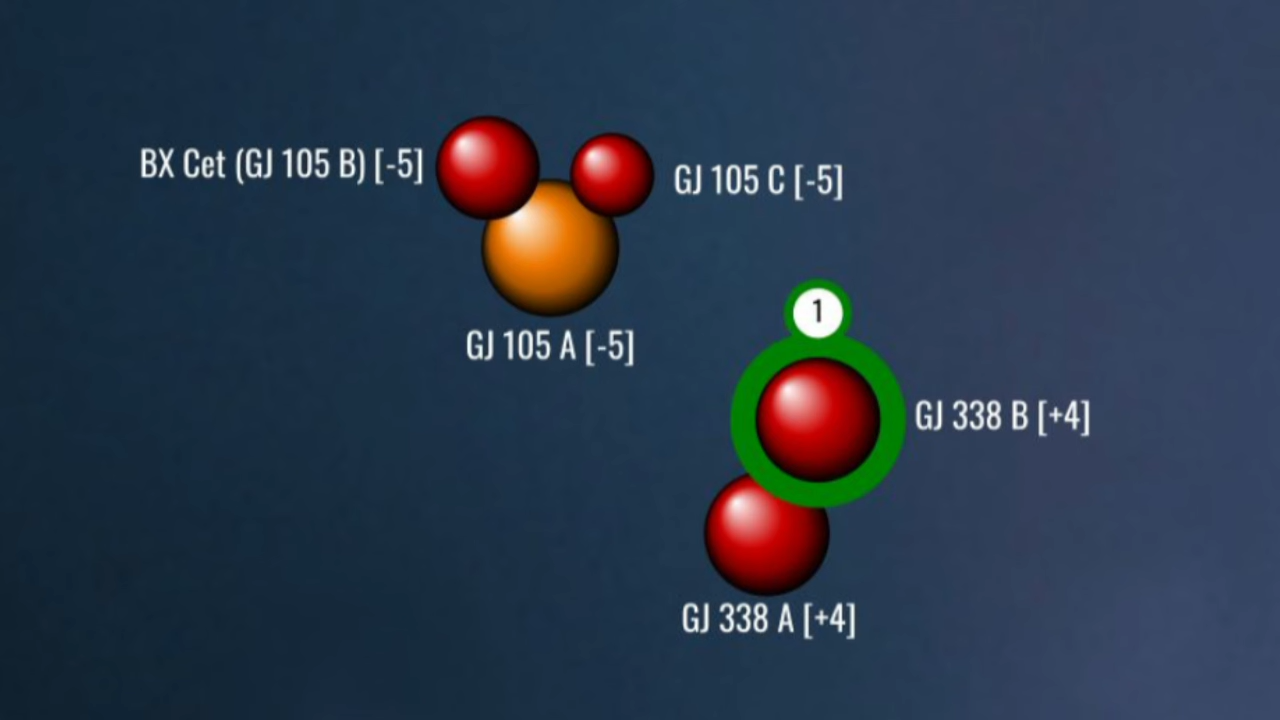 BX Cet (GJ 105 B) [-5]
GJ 105 C [-5]
GJ 105 A [-5]
1
GJ 338 B [+4]
GJ 338 A [+4]